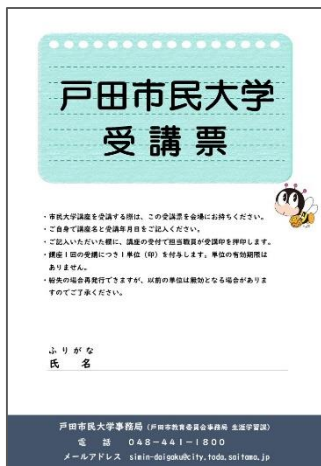 戸田市民大学
受講票
・市民大学講座を受講する際は、この受講票を会場にお持ちください。
・ご自身で講座名と受講年月日をご記入ください。
・ご記入いただいた欄に、講座の受付で担当職員が受講印を押印します。
・講座1回の受講につき1単位（印）を付与します。単位の有効期限は
ありません。
・紛失の場合再発行できますが、以前の単位は無効となる場合がありま
すのでご了承ください。
ふりがな
氏　名
戸田市民大学事務局（戸田市教育委員会事務局 生涯学習課）
電　話　048-441-1800
メールアドレス simin-daigaku@city.toda.saitama.jp